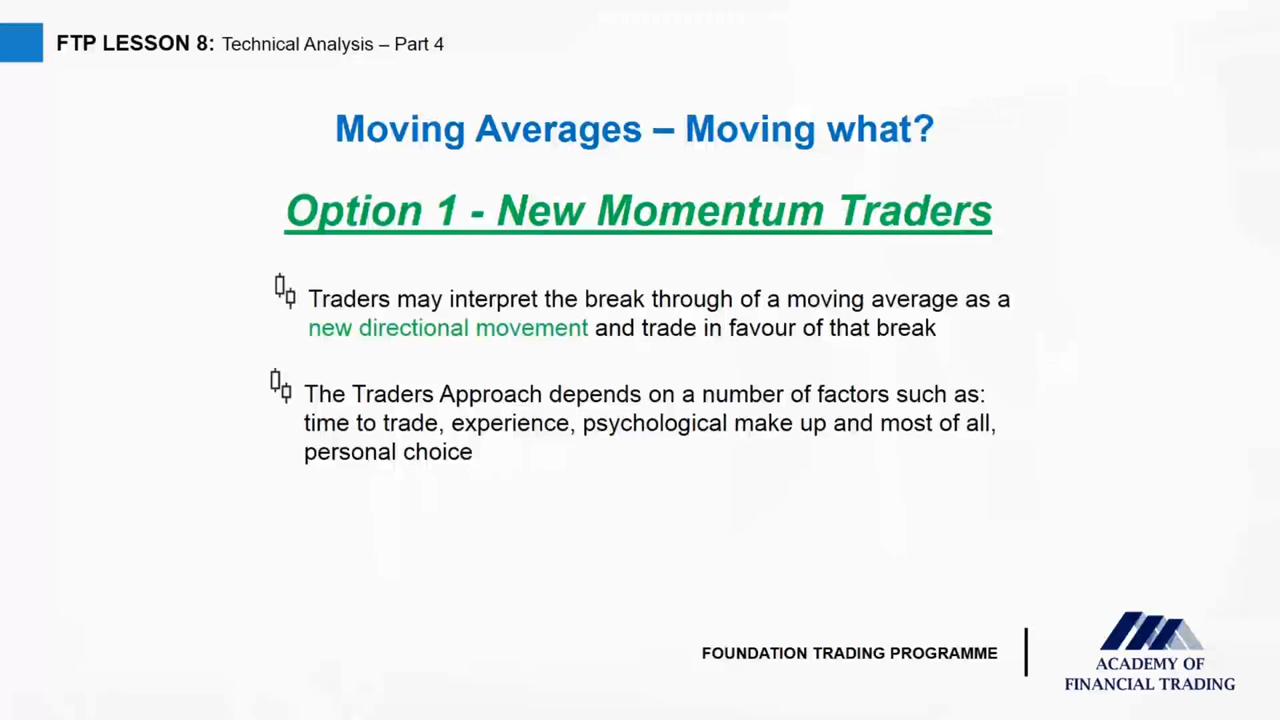 FTP LESSON 8: Technical Analysis – Part 4
Moving Averages – Moving what?
Option 1 - New Momentum Traders
Traders may interpret the break through of a moving average as a
new directional movement and trade in favour of that break
The Traders Approach depends on a number of factors such as:
time to trade, experience, psychological make up and most of all,
personal choice
FOUNDATION TRADING PROGRAMME
ACADEMY OF
FINANCIAL TRADING